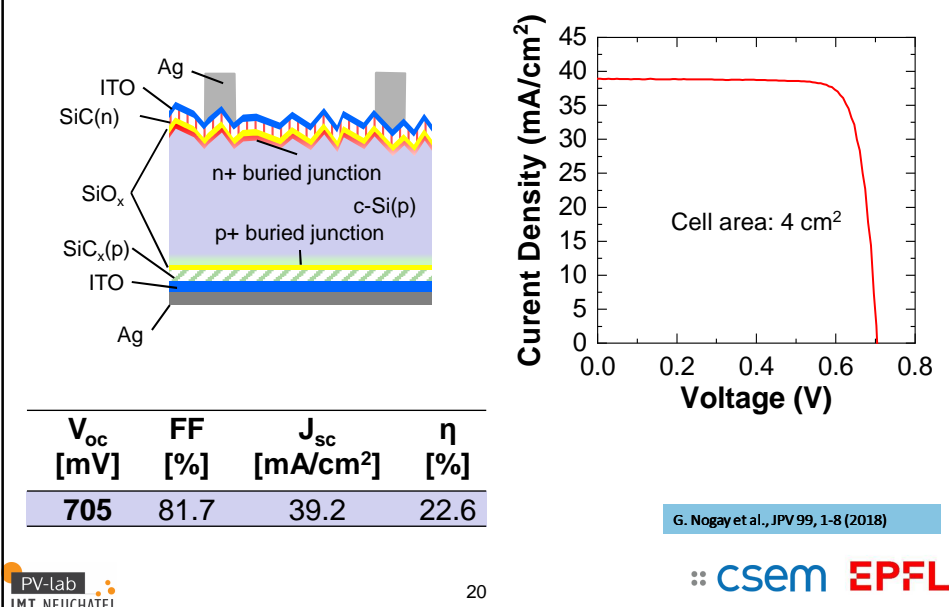 Ag
ITO
SiC(n)
n+ buried junction
SiOx
c-Si(p)
p+ buried junction
SiCx(p)
ITO
Ag
Curent Density (mA/cm²)
45
40
35
30
25
20
15
10
5
0
Cell area: 4 cm²
0.0 0.2 0.4 0.6 0.8
Voltage (V)
Voc FF Jsc η
[mV] [%] [mA/cm²] [%]
705 81.7 39.2 22.6
G. Nogay et al., JPV 99, 1-8 (2018)
PV-lab
IMT NEUCHATEL
20
csem EPFL